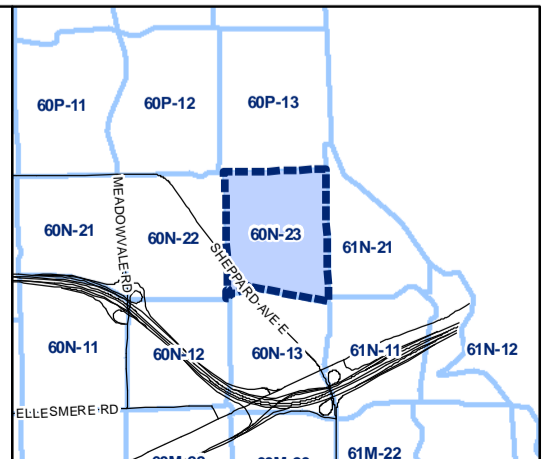 60P-11
60P-12
60P-13
MEADOWVALE RD
60N-21
60N-22
60N-23
61N-21
SHEPPARD AVE E
60N-11
60N-12
60N-13
61N-11
61N-12
ELLESMERE RD
61M-22